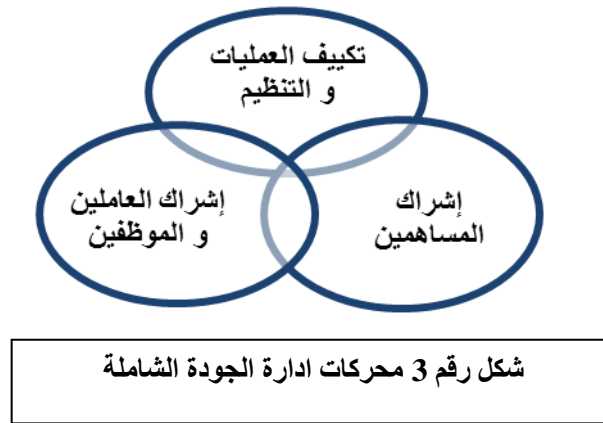 تكييف العمليات
و التنظيم
إشراك
المساهمين
إشراك العاملين
و الموظفين
شكل رقم 3 محركات ادارة الجودة الشاملة